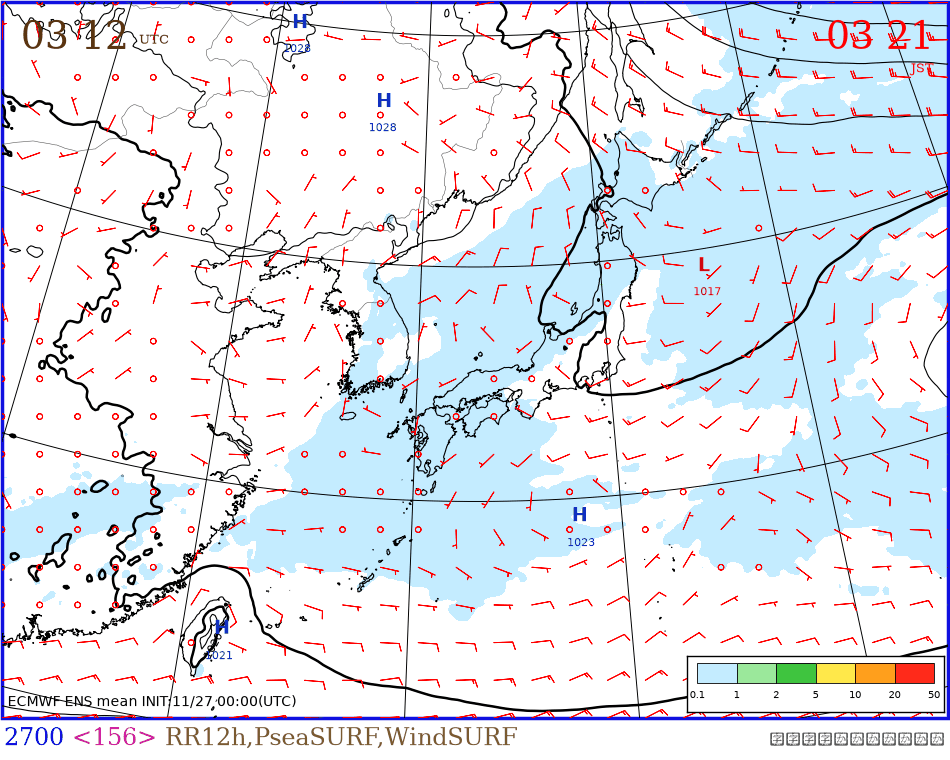 03 12 UTC
03 21
JST
H
1028
H
1028
L
1017
H
1023
H
1021
0.1 1 2 5 10 20 50
ECMWF ENS mean INIT:11/27,00:00(UTC)
2700 <156> RR12h,PseaSURF,WindSURF